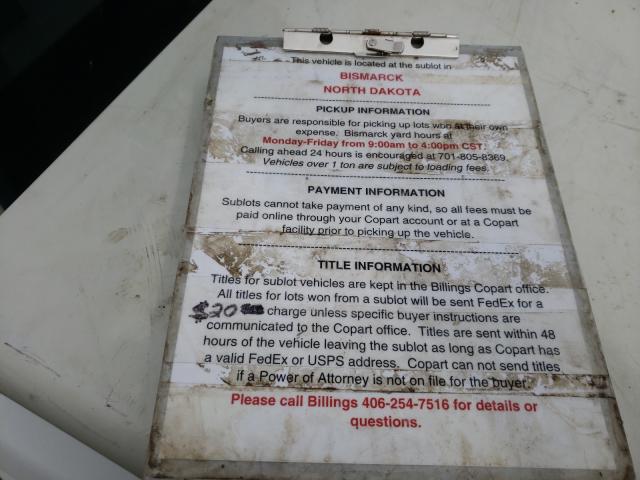 This vehicle is located at the sublot in
BISMARCK
NORTH DAKOTA
PICKUP INFORMATION
Buyers are responsible for picking up lots won at their own
expense. Bismarck yard hours at
Monday-Friday from 9:00am to 4:00pm CST.
Calling ahead 24 hours is encouraged at 701-805-8369.
Vehicles over 1 ton are subject to loading fees.
PAYMENT INFORMATION
Sublots cannot take payment of any kind, so all fees must be
paid online through your Copart account or at a Copart
facility prior to picking up the vehicle.
TITLE INFORMATION
Titles for sublot vehicles are kept in the Billings Copart office.
All titles for lots won from a sublot will be sent FedEx for a
$20 charge unless specific buyer instructions are
communicated to the Copart office. Titles are sent within 48
hours of the vehicle leaving the sublot as long as Copart has
a valid FedEx or USPS address. Copart can not send titles
if a Power of Attorney is not on file for the buyer
Please call Billings 406-254-7516 for details or
questions.